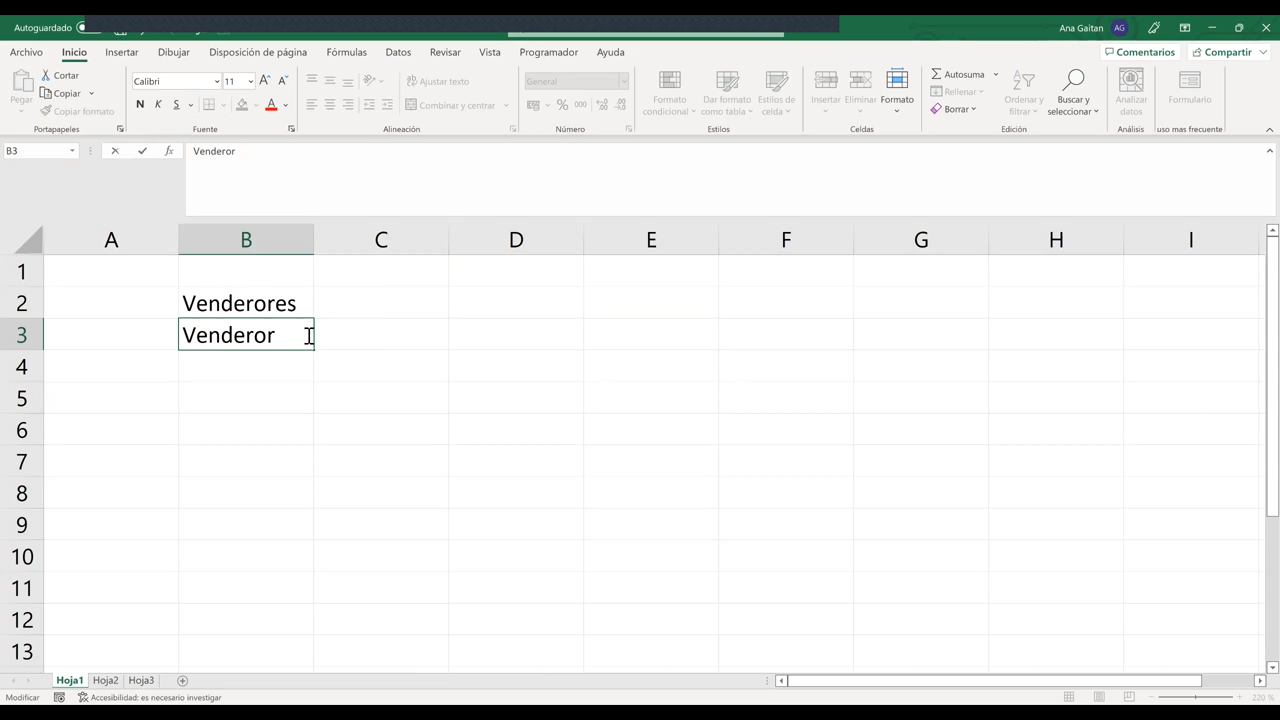 Autoguardado
Ana Gaitan AG
Archivo Inicio Insertar Dibujar Disposición de página Fórmulas Datos Revisar Vista Programador Ayuda Comentarios Compartir
Pegar
Cortar
Copiar
Copiar formato
Portapapeles
Calibri 11
N K S
Fuente
Ajustar texto
Combinar y centrar
Alineación
General
% 000
Número
Formato condicional
Dar formato como tabla
Estilos de celda
Estilos
Insertar Eliminar Formato
Celdas
Autosuma
Rellenar
Borrar
Ordenar y filtrar
Buscar y seleccionar
Edición
Analizar datos
Análisis
Formulario
uso mas frecuente
B3 fx Venderor
A B C D E F G H I
1
2 Venderores
3 Venderor
4
5
6
7
8
9
10
11
12
13
Hoja1 Hoja2 Hoja3
Modificar Accesibilidad: es necesario investigar 220 %